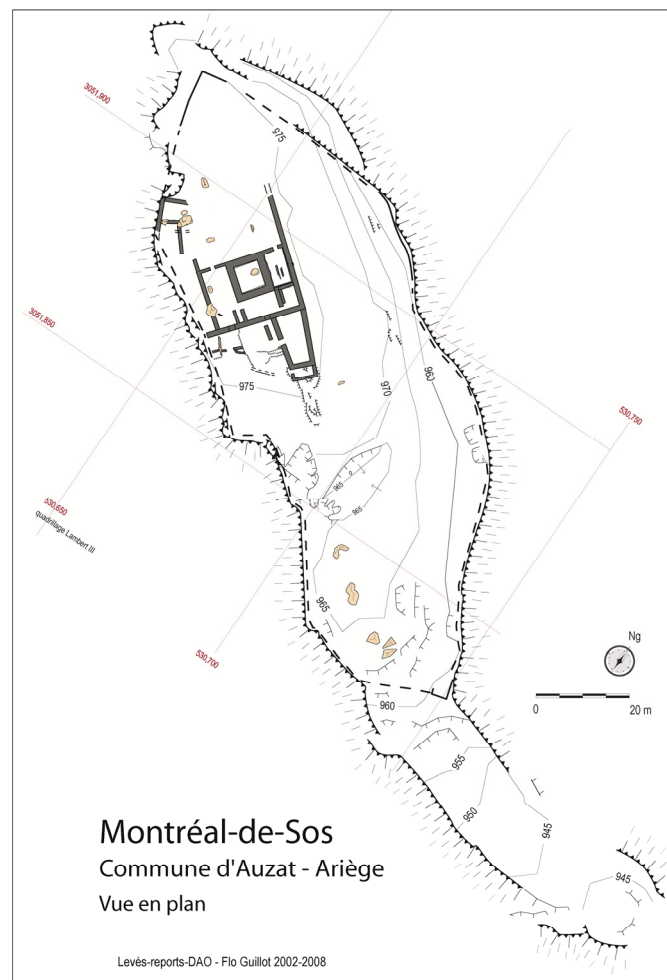 3051,900
975
3051,850
975
970
960
530,750
530,650
quadrillage Lambert III
965
965
965
530,700
Ng
960
0 20 m
955
950
945
945
Montréal-de-Sos
Commune d'Auzat - Ariège
Vue en plan
Levés-reports-DAO - Flo Guillot 2002-2008